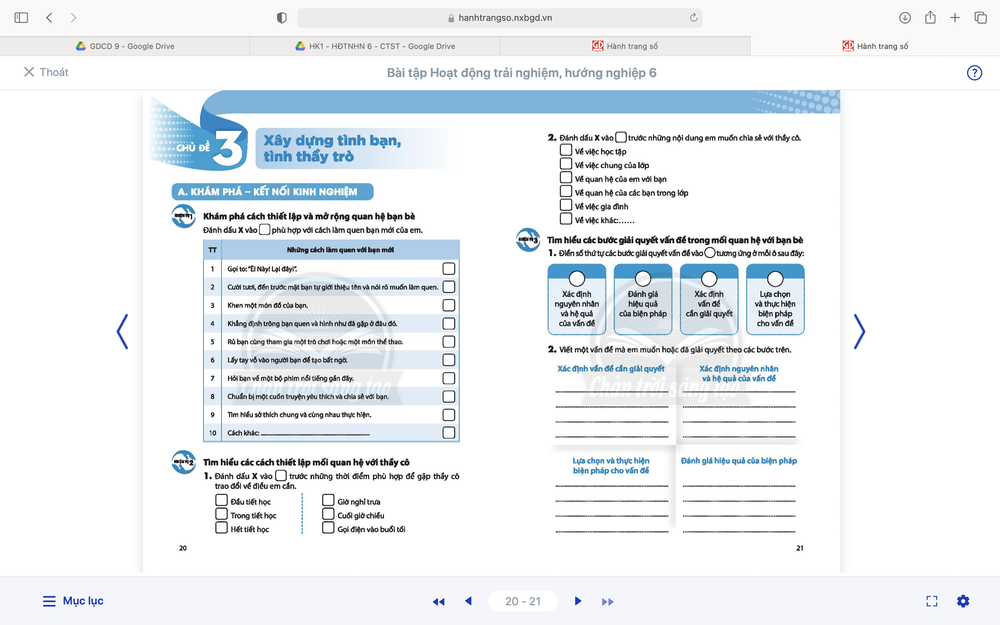 hanhtrangso.nxbgd.vn
GDCD 9 - Google Drive
HK1 - HĐTNHN 6 - CTST - Google Drive
Hành trang số
Hành trang số
Thoát
Bài tập Hoạt động trải nghiệm, hướng nghiệp 6
?
CHỦ ĐỀ 3
Xây dựng tình bạn,
tình thầy trò
A. KHÁM PHÁ – KẾT NỐI KINH NGHIỆM
NHIỆM VỤ 1
Khám phá cách thiết lập và mở rộng quan hệ bạn bè
Đánh dấu X vào phù hợp với cách làm quen bạn mới của em.
TT Những cách làm quen với bạn mới
1 Gọi to: "Ê! Này! Lại đây!".
2 Cười tươi, đến trước mặt bạn tự giới thiệu tên và nói rõ muốn làm quen.
3 Khen một món đồ của bạn.
4 Khẳng định trông bạn quen và hình như đã gặp ở đâu đó.
5 Rủ bạn cùng tham gia một trò chơi hoặc một môn thể thao.
6 Lấy tay vỗ vào người bạn để tạo bất ngờ.
7 Hỏi bạn về một bộ phim nổi tiếng gần đây.
8 Chuẩn bị một cuốn truyện yêu thích và chia sẻ với bạn.
9 Tìm hiểu sở thích chung và cùng nhau thực hiện.
10 Cách khác: ........................................
Chân trời sáng tạo
NHIỆM VỤ 2
Tìm hiểu các cách thiết lập mối quan hệ với thầy cô
1. Đánh dấu X vào trước những thời điểm phù hợp để gặp thầy cô
trao đổi về điều em cần.
Đầu tiết học
Trong tiết học
Hết tiết học
Giờ nghỉ trưa
Cuối giờ chiều
Gọi điện vào buổi tối
20
2. Đánh dấu X vào trước những nội dung em muốn chia sẻ với thầy cô.
Về việc học tập
Về việc chung của lớp
Về quan hệ của em với bạn
Về quan hệ của các bạn trong lớp
Về việc gia đình
Về việc khác:......
NHIỆM VỤ 3
Tìm hiểu các bước giải quyết vấn đề trong mối quan hệ với bạn bè
1. Điền số thứ tự các bước giải quyết vấn đề vào tương ứng ở mỗi ô sau đây:
Xác định
nguyên nhân
và hệ quả
của vấn đề
Đánh giá
hiệu quả
của biện pháp
Xác định
vấn đề
cần giải quyết
Lựa chọn
và thực hiện
biện pháp
cho vấn đề
2. Viết một vấn đề mà em muốn hoặc đã giải quyết theo các bước trên.
Xác định vấn đề cần giải quyết
Xác định nguyên nhân
và hệ quả của vấn đề
Chân trời sáng tạo
Lựa chọn và thực hiện
biện pháp cho vấn đề
Đánh giá hiệu quả của biện pháp
21
Mục lục
20 - 21